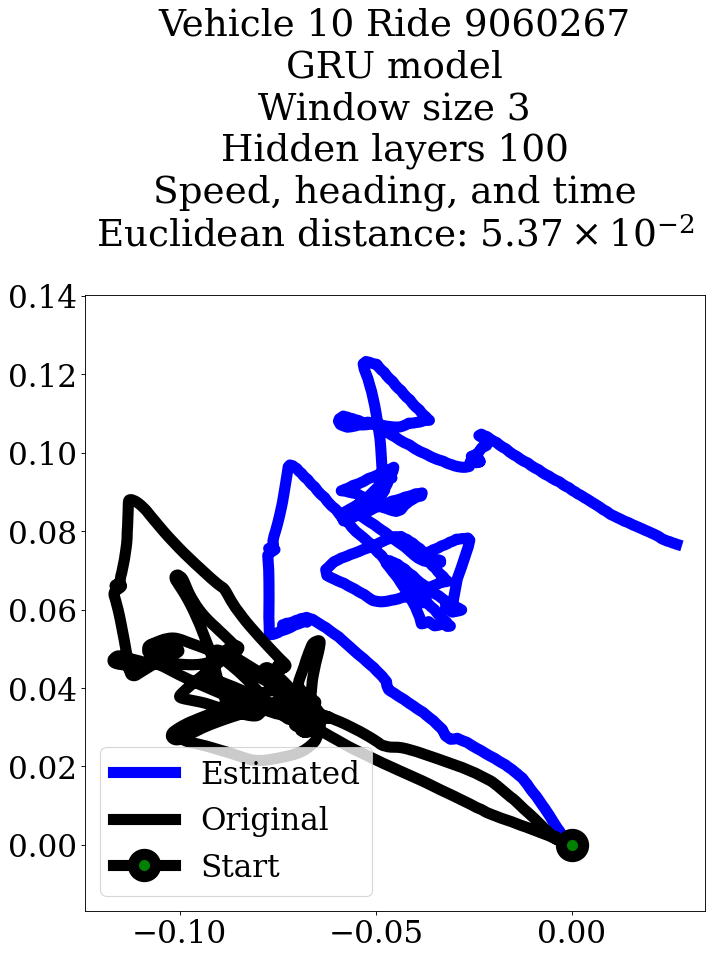 Vehicle 10 Ride 9060267
GRU model
Window size 3
Hidden layers 100
Speed, heading, and time
Euclidean distance: 5.37 × 10⁻²
0.14
0.12
0.10
0.08
0.06
0.04
0.02
0.00
Estimated
Original
Start
−0.10 −0.05 0.00